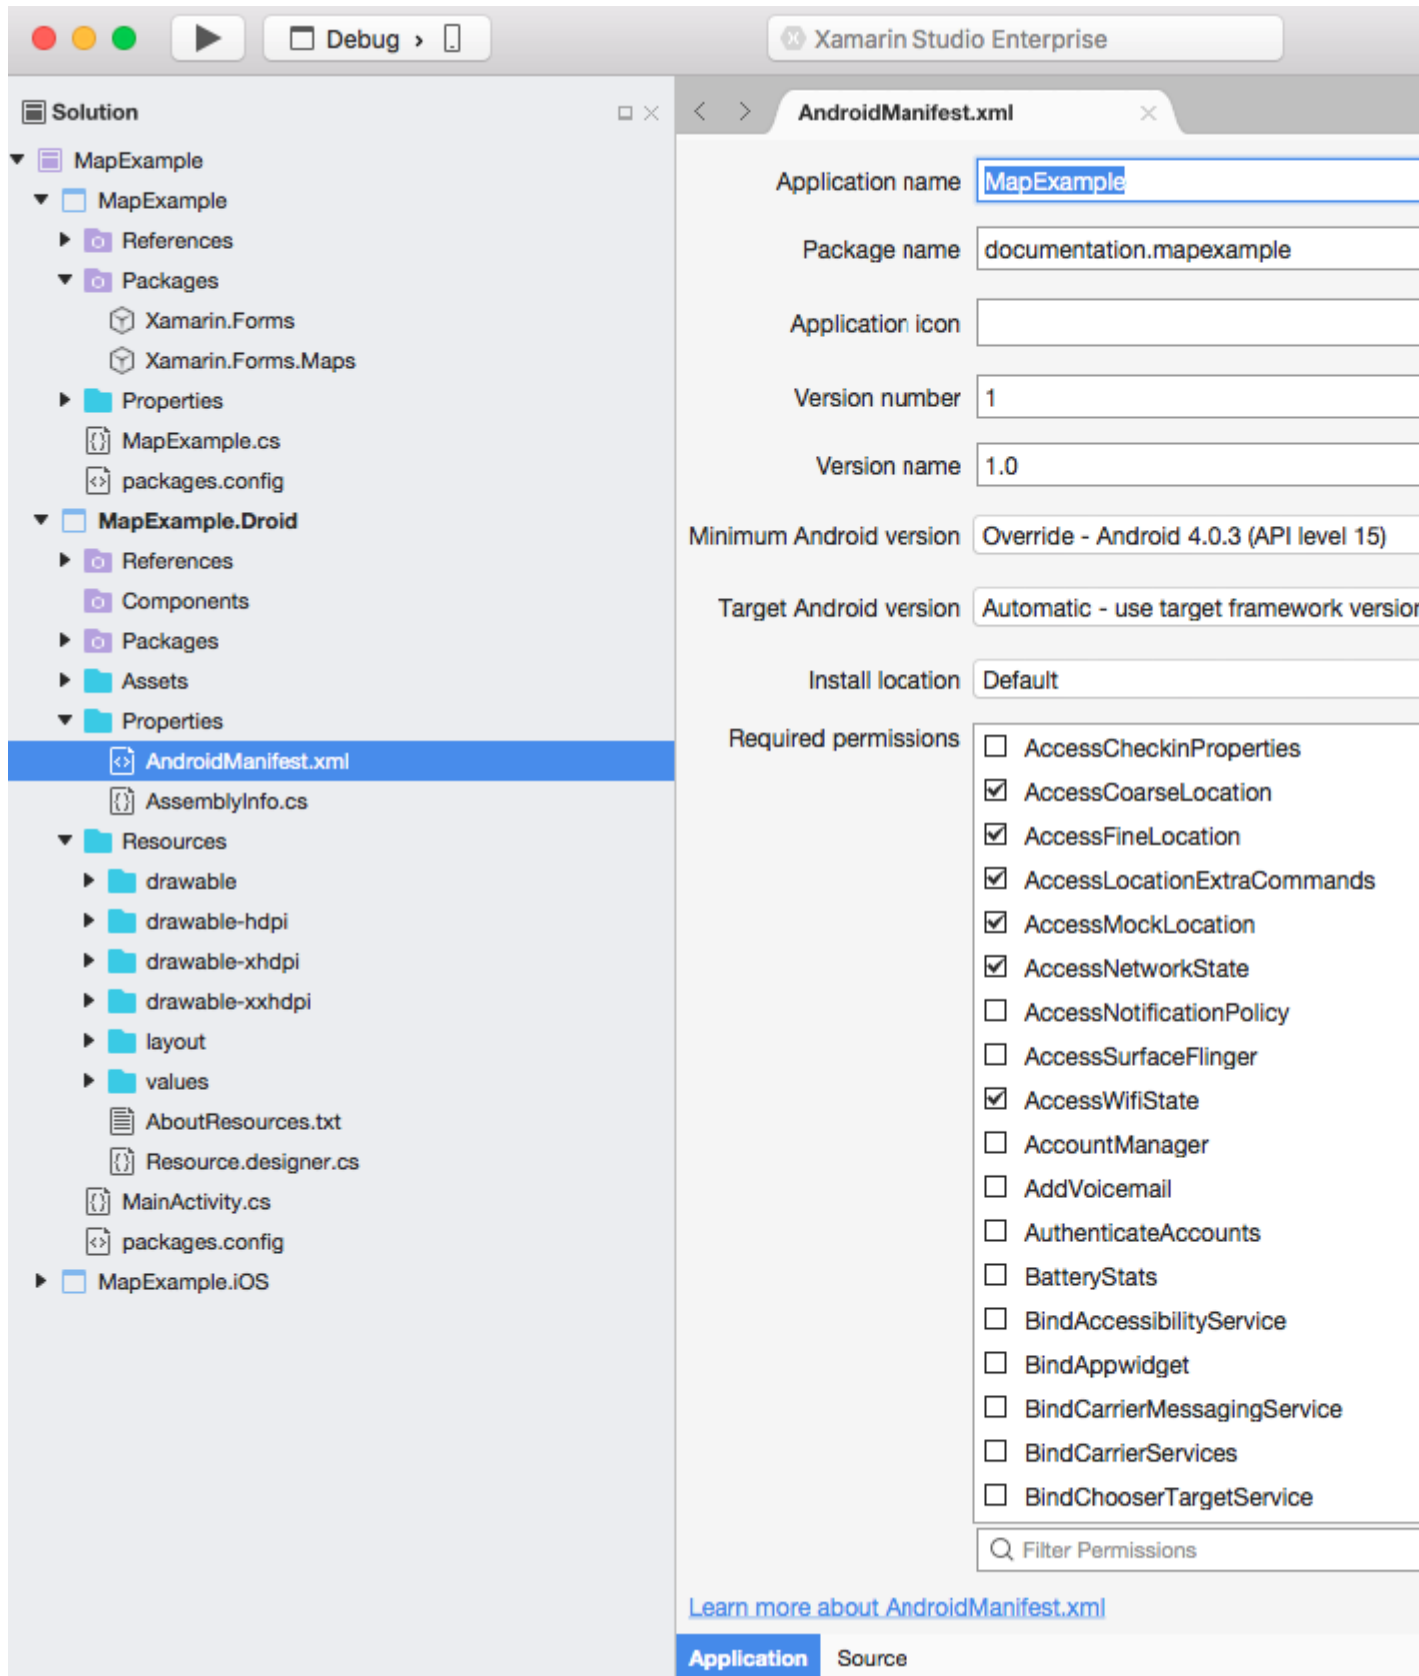 Debug
Xamarin Studio Enterprise
Solution
MapExample
MapExample
References
Packages
Xamarin.Forms
Xamarin.Forms.Maps
Properties
MapExample.cs
packages.config
MapExample.Droid
References
Components
Packages
Assets
Properties
AndroidManifest.xml
AssemblyInfo.cs
Resources
drawable
drawable-hdpi
drawable-xhdpi
drawable-xxhdpi
layout
values
AboutResources.txt
Resource.designer.cs
MainActivity.cs
packages.config
MapExample.iOS
AndroidManifest.xml
Application name MapExample
Package name documentation.mapexample
Application icon
Version number 1
Version name 1.0
Minimum Android version Override - Android 4.0.3 (API level 15)
Target Android version Automatic - use target framework version
Install location Default
Required permissions
AccessCheckinProperties
AccessCoarseLocation
AccessFineLocation
AccessLocationExtraCommands
AccessMockLocation
AccessNetworkState
AccessNotificationPolicy
AccessSurfaceFlinger
AccessWifiState
AccountManager
AddVoicemail
AuthenticateAccounts
BatteryStats
BindAccessibilityService
BindAppwidget
BindCarrierMessagingService
BindCarrierServices
BindChooserTargetService
Filter Permissions
Learn more about AndroidManifest.xml
Application Source